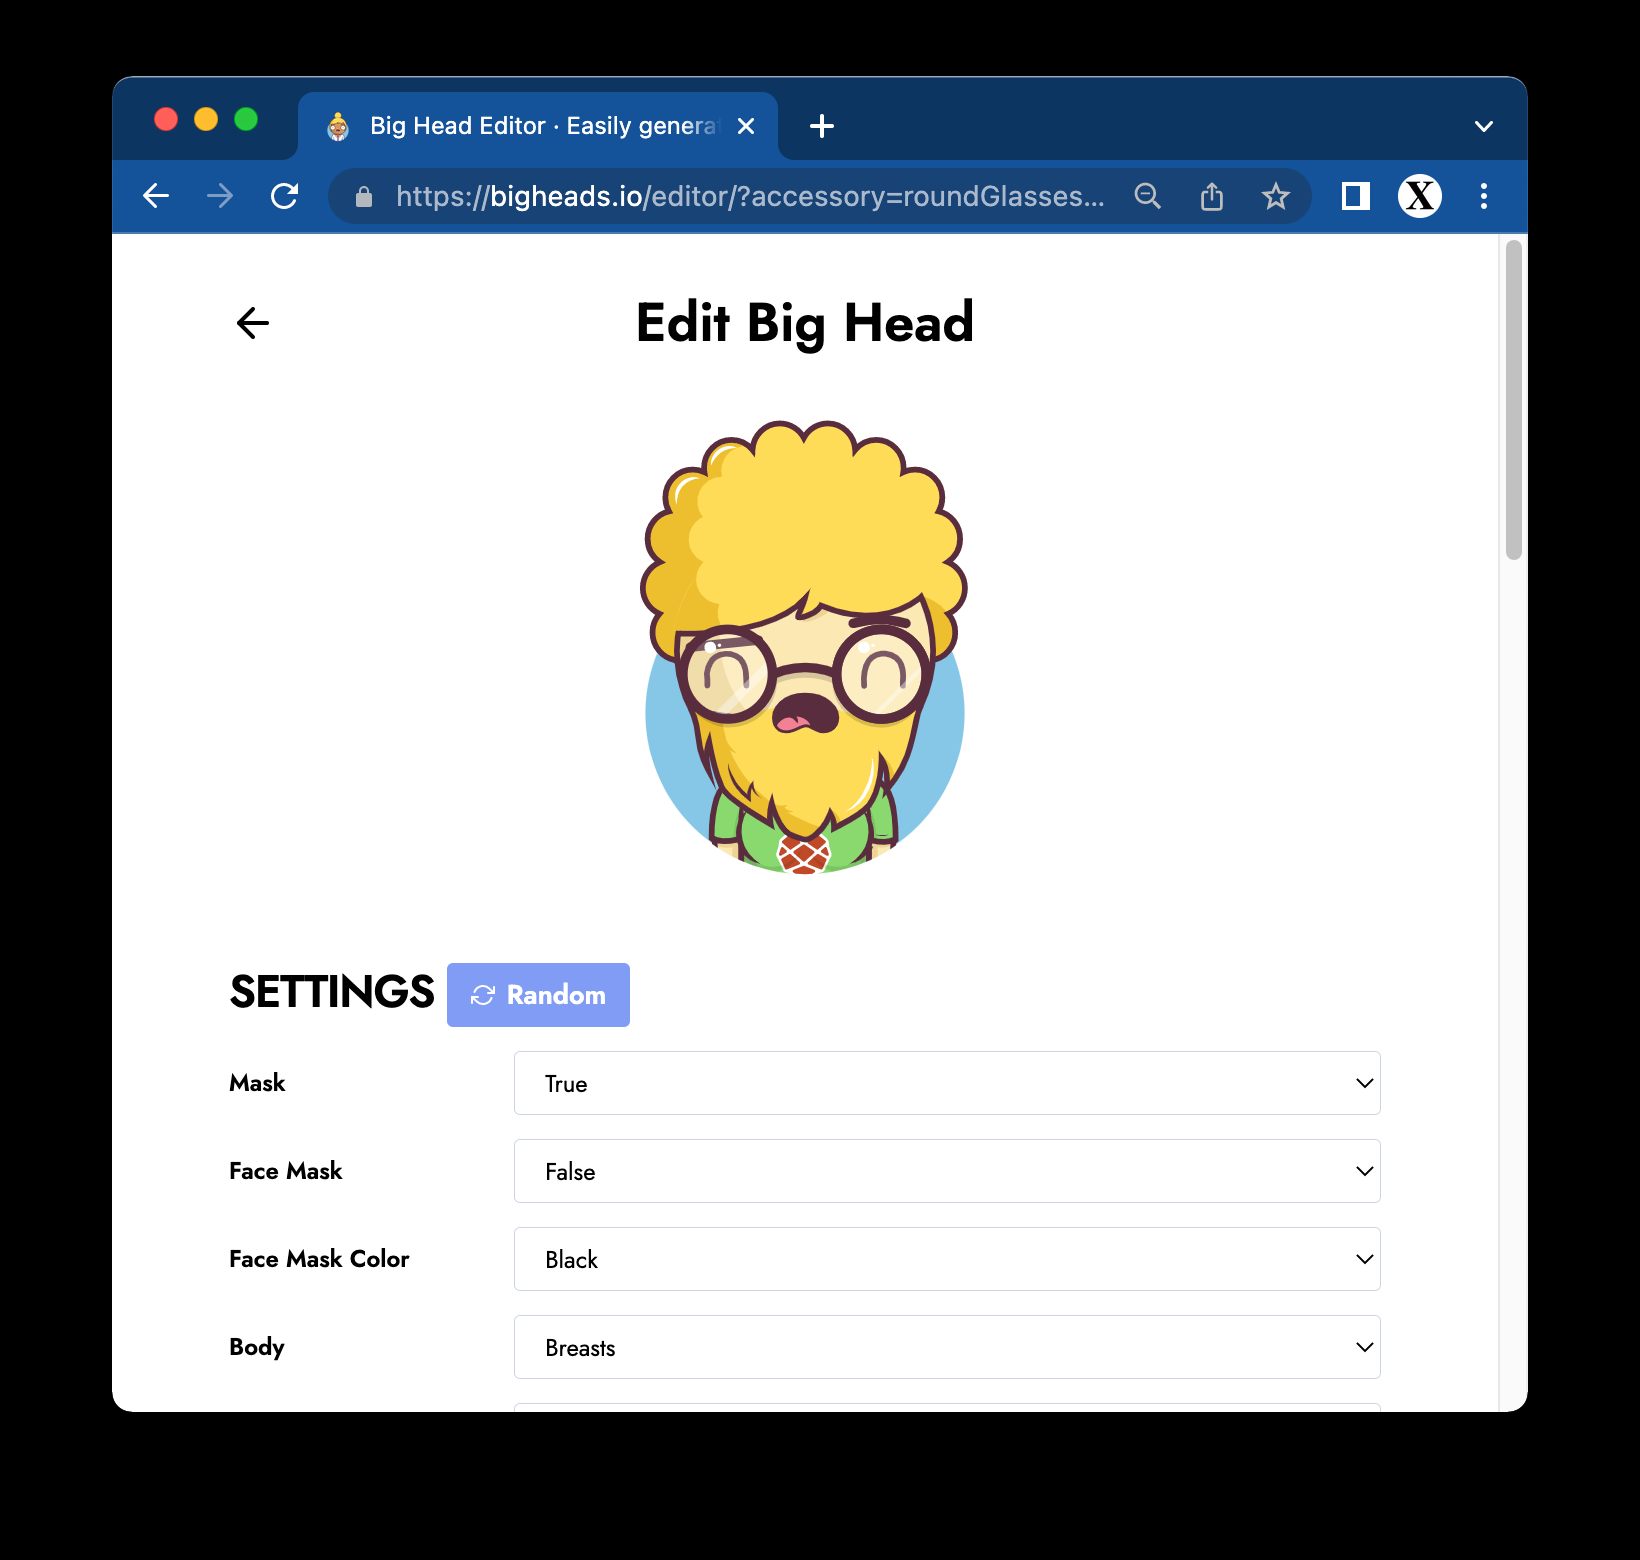 Big Head Editor · Easily genera
https://bigheads.io/editor/?accessory=roundGlasses...
X
Edit Big Head
SETTINGS Random
Mask True
Face Mask False
Face Mask Color Black
Body Breasts